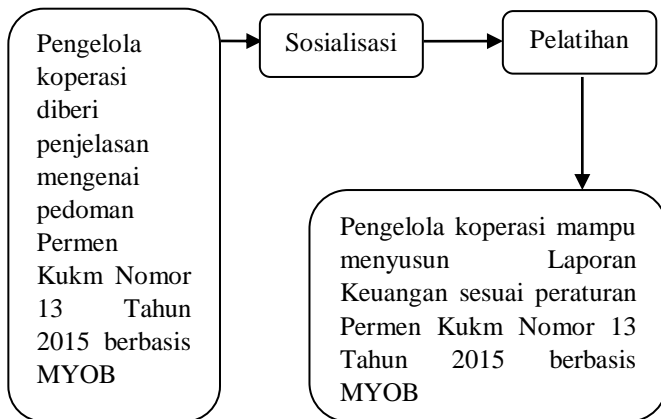 Pengelola
koperasi
diberi
penjelasan
mengenai
pedoman
Permen
Kukm Nomor
13 Tahun
2015 berbasis
MYOB
Sosialisasi
Pelatihan
Pengelola koperasi mampu
menyusun Laporan
Keuangan sesuai peraturan
Permen Kukm Nomor 13
Tahun 2015 berbasis
MYOB